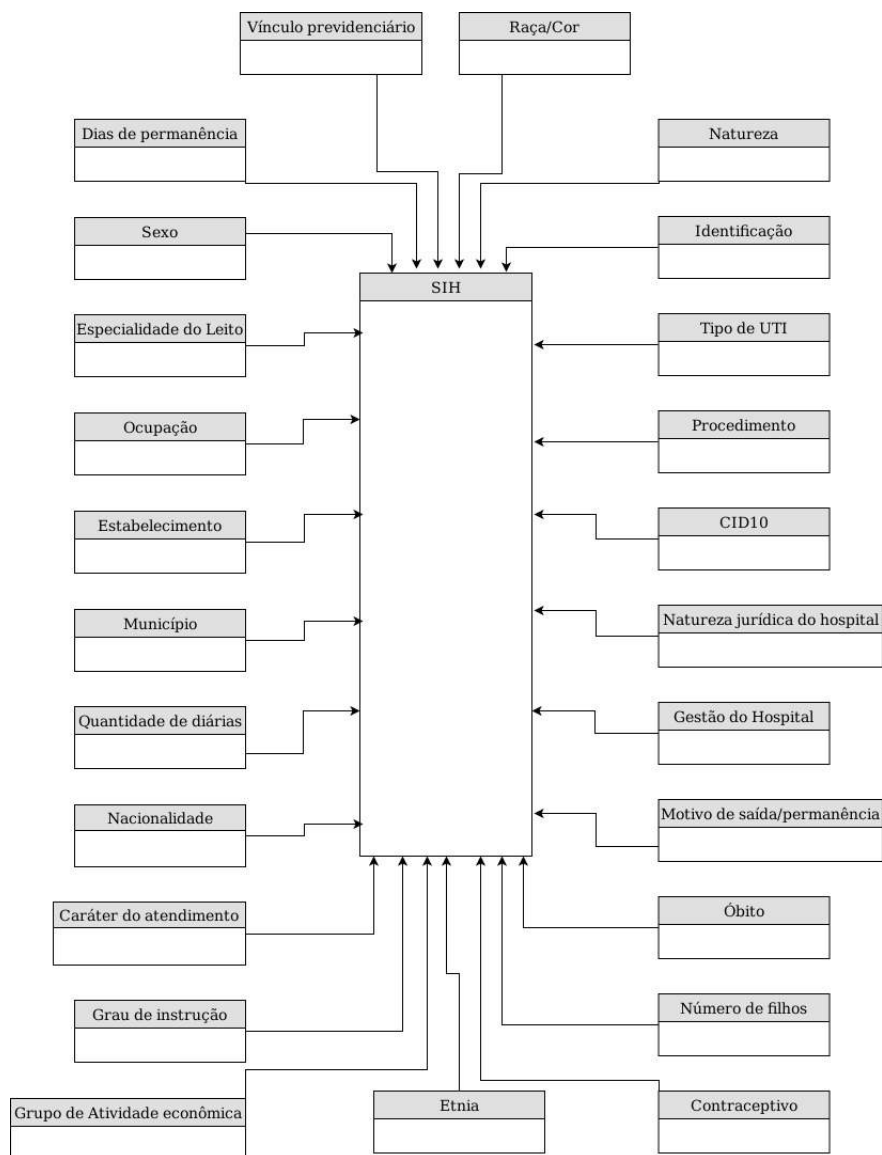 Vínculo previdenciário
Raça/Cor
Dias de permanência
Natureza
Sexo
Identificação
SIH
Especialidade do Leito
Tipo de UTI
Ocupação
Procedimento
Estabelecimento
CID10
Município
Natureza jurídica do hospital
Quantidade de diárias
Gestão do Hospital
Nacionalidade
Motivo de saída/permanência
Caráter do atendimento
Óbito
Grau de instrução
Número de filhos
Grupo de Atividade econômica
Etnia
Contraceptivo